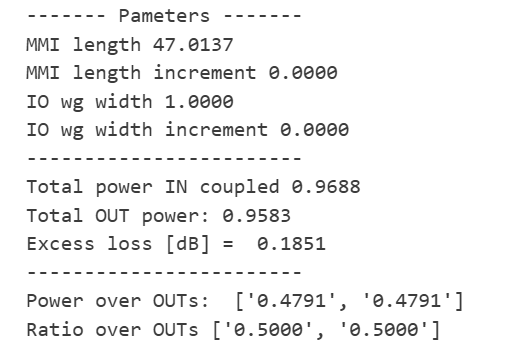 ------- Pameters -------
MMI length 47.0137
MMI length increment 0.0000
IO wg width 1.0000
IO wg width increment 0.0000
------------------------
Total power IN coupled 0.9688
Total OUT power: 0.9583
Excess loss [dB] =  0.1851
------------------------
Power over OUTs:  ['0.4791', '0.4791']
Ratio over OUTs ['0.5000', '0.5000']